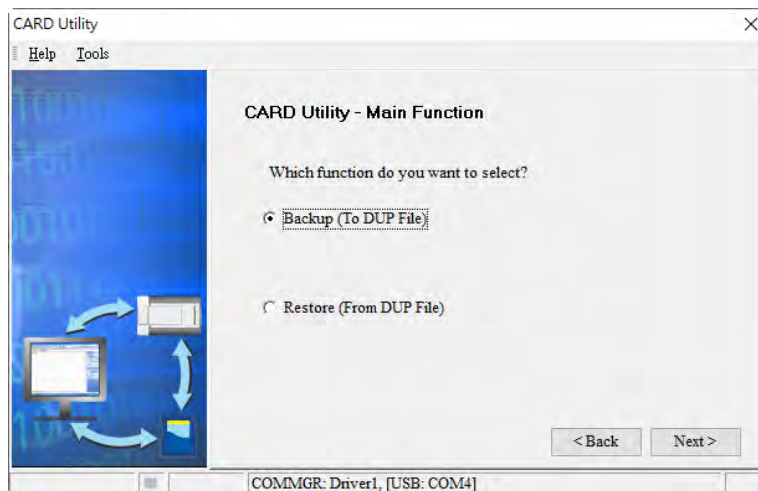 CARD Utility
Help Tools
CARD Utility - Main Function
Which function do you want to select?
Backup (To DUP File)
Restore (From DUP File)
< Back Next >
COMMGR: Driver1, [USB: COM4]